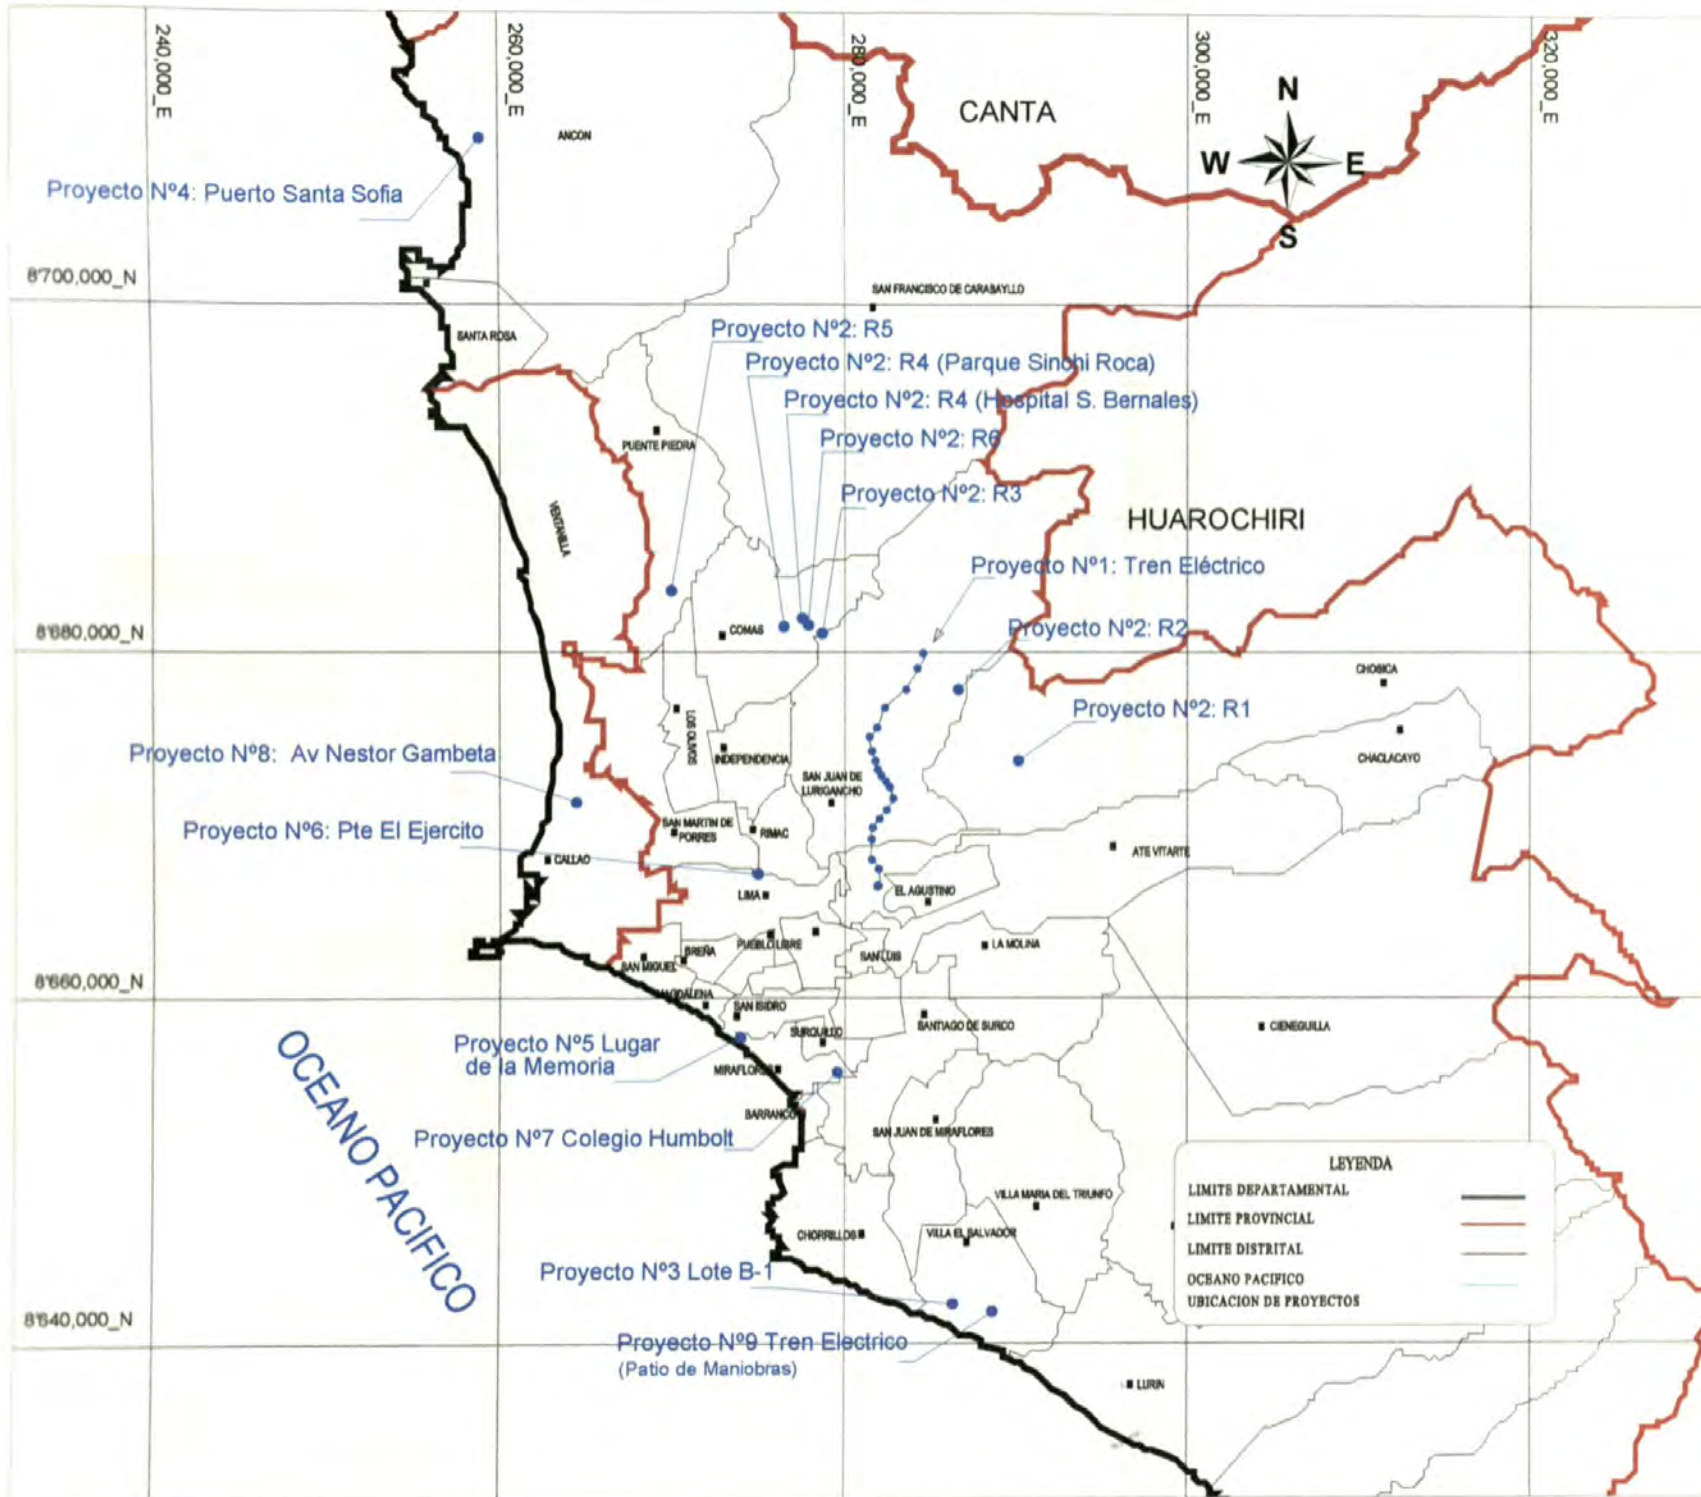 240,000_E
260,000_E
280,000_E
300,000_E
320,000_E
CANTA
N
W
E
S
ANCON
Proyecto Nº4: Puerto Santa Sofia
8'700,000_N
SAN FRANCISCO DE CARABAYLLO
SANTA ROSA
Proyecto Nº2: R5
Proyecto Nº2: R4 (Parque Sinchi Roca)
Proyecto Nº2: R4 (Hospital S. Bernales)
Proyecto Nº2: R6
PUENTE PIEDRA
Proyecto Nº2: R3
VENTANILLA
HUAROCHIRI
Proyecto Nº1: Tren Eléctrico
8'680,000_N
COMAS
Proyecto Nº2: R2
CHOSICA
Proyecto Nº2: R1
LOS OLIVOS
Proyecto Nº8: Av Nestor Gambeta
INDEPENDENCIA
CHACLACAYO
SAN JUAN DE
LURIGANCHO
Proyecto Nº6: Pte El Ejercito
SAN MARTIN DE
PORRES
RIMAC
ATE VITARTE
CALLAO
LIMA
EL AGUSTINO
PUEBLO LIBRE
LA MOLINA
BREÑA
SAN LUIS
SAN MIGUEL
8'660,000_N
MAGDALENA
SAN ISIDRO
SURQUILLO
SANTIAGO DE SURCO
CIENEGUILLA
Proyecto Nº5 Lugar
de la Memoria
MIRAFLORES
OCEANO PACIFICO
BARRANCO
Proyecto Nº7 Colegio Humbolt
SAN JUAN DE MIRAFLORES
LEYENDA
LIMITE DEPARTAMENTAL
LIMITE PROVINCIAL
LIMITE DISTRITAL
OCEANO PACIFICO
UBICACION DE PROYECTOS
VILLA MARIA DEL TRIUNFO
CHORRILLOS
VILLA EL SALVADOR
Proyecto Nº3 Lote B-1
8'640,000_N
Proyecto Nº9 Tren Electrico
(Patio de Maniobras)
LURIN